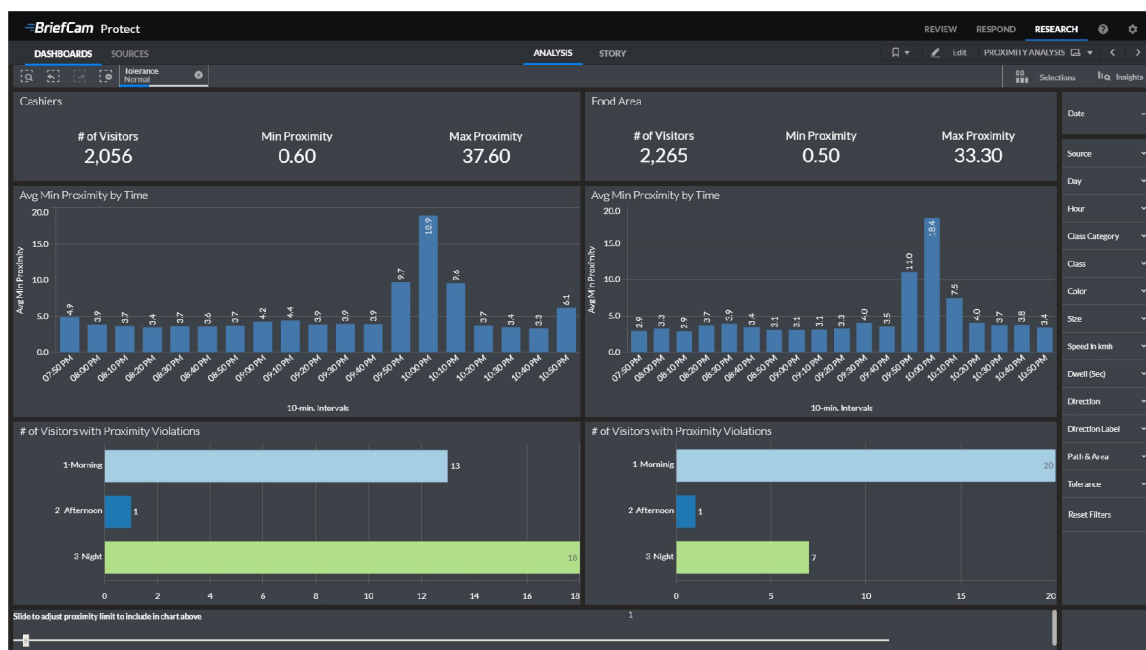 BriefCam Protect
REVIEW RESPOND RESEARCH
DASHBOARDS SOURCES
ANALYSIS STORY
Edit PROXIMITY ANALYSIS
Tolerance
Normal
Selections Insights
Cashiers
# of Visitors Min Proximity Max Proximity
2,056 0.60 37.60
Food Area
# of Visitors Min Proximity Max Proximity
2,265 0.50 33.30
Avg Min Proximity by Time
Avg Min Proximity
20.0
15.0
10.0
5.0
0.0
4.9 3.9 3.7 3.4 3.7 3.6 3.7 4.2 4.4 3.9 3.9 3.9 9.7 18.9 9.6 3.7 3.4 3.3 6.1
07:50 PM 08:00 PM 08:10 PM 08:20 PM 08:30 PM 08:40 PM 08:50 PM 09:00 PM 09:10 PM 09:20 PM 09:30 PM 09:40 PM 09:50 PM 10:00 PM 10:10 PM 10:20 PM 10:30 PM 10:40 PM 10:50 PM
10-min. Intervals
Avg Min Proximity by Time
Avg Min Proximity
20.0
15.0
10.0
5.0
0.0
2.9 3.3 2.9 3.7 3.9 3.4 3.1 3.1 3.1 3.3 4.0 3.5 11.0 18.4 7.5 4.0 3.7 3.8 3.4
07:50 PM 08:00 PM 08:10 PM 08:20 PM 08:30 PM 08:40 PM 08:50 PM 09:00 PM 09:10 PM 09:20 PM 09:30 PM 09:40 PM 09:50 PM 10:00 PM 10:10 PM 10:20 PM 10:30 PM 10:40 PM 10:50 PM
10-min. Intervals
# of Visitors with Proximity Violations
1-Morning 13
2 Afternoon 1
3 Night 18
0 2 4 6 8 10 12 14 16 18
# of Visitors with Proximity Violations
1 Morninig 20
2 Afternoon 1
3 Night 7
0 5 10 15 20
Slide to adjust proximity limit to include in chart above
1
Date
Source
Day
Hour
Class Category
Class
Color
Size
Speed in kmh
Dwell (Sec)
Direction
Direction Label
Path & Area
Tolerance
Reset Filters